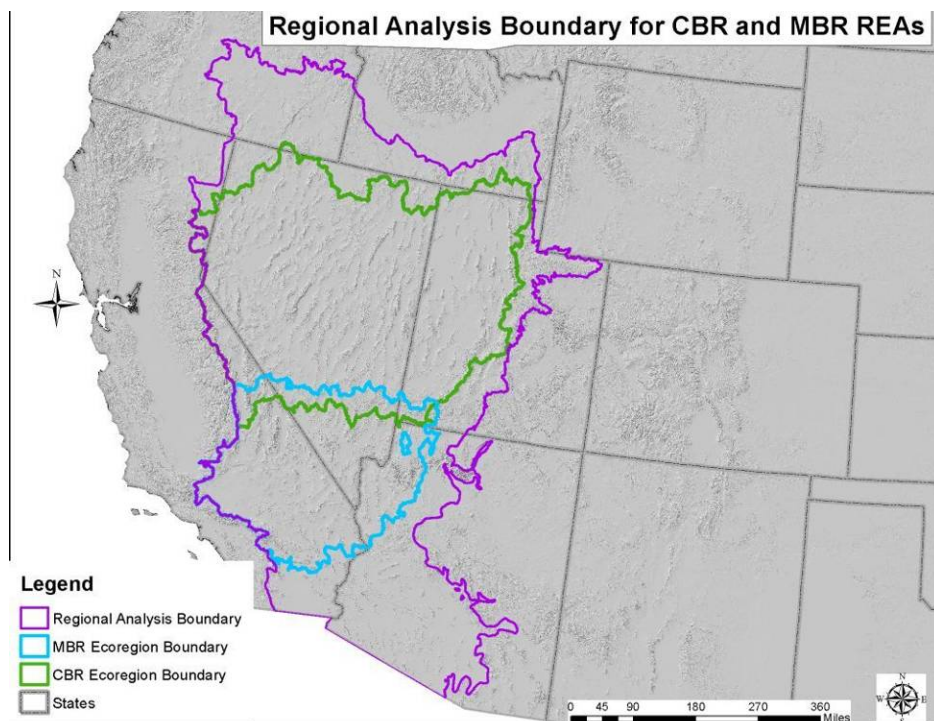 Regional Analysis Boundary for CBR and MBR REAs
N
Legend
Regional Analysis Boundary
MBR Ecoregion Boundary
CBR Ecoregion Boundary
States
N
W E
S
0 45 90 180 270 360
Miles